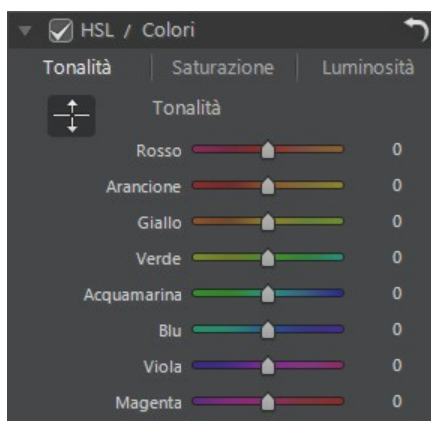 HSL / Colori
Tonalità Saturazione Luminosità
Tonalità
Rosso 0
Arancione 0
Giallo 0
Verde 0
Acquamarina 0
Blu 0
Viola 0
Magenta 0